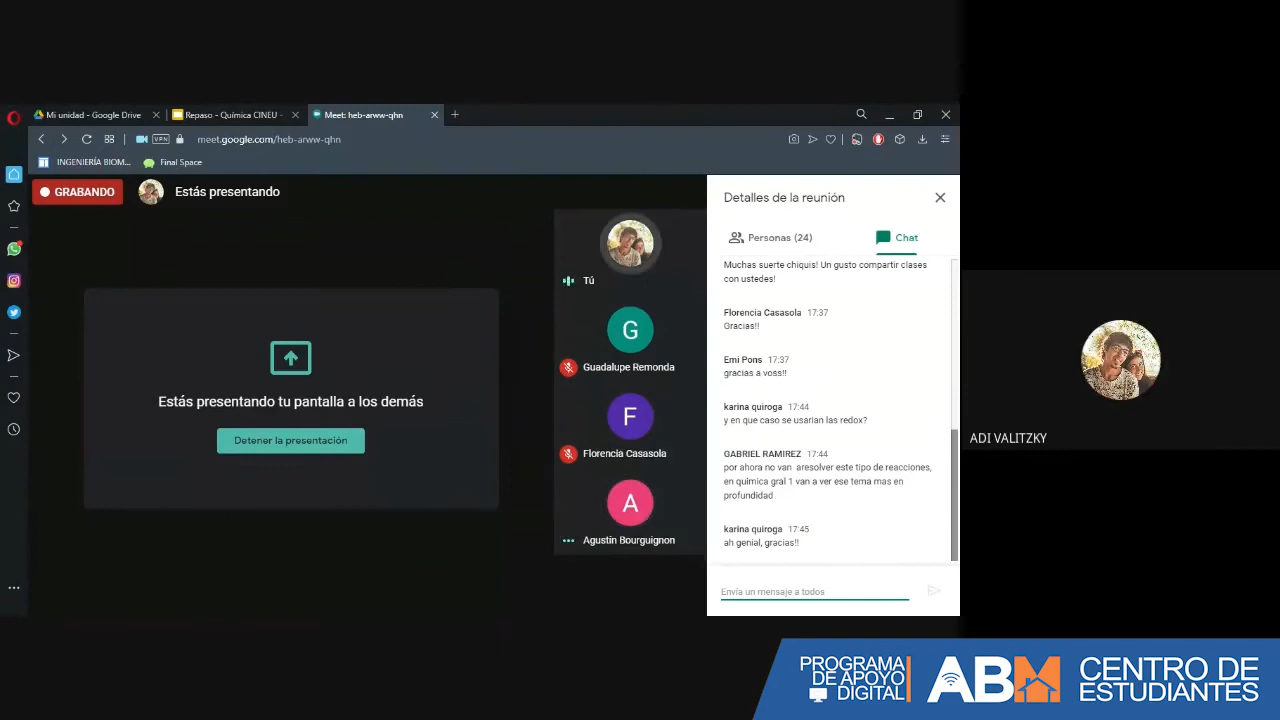 Mi unidad - Google Drive
Repaso - Química CINEU -
Meet: heb-arww-qhn
VPN
meet.google.com/heb-arww-qhn
INGENIERÍA BIOM...
Final Space
GRABANDO
Estás presentando
Estás presentando tu pantalla a los demás
Detener la presentación
Tú
G
Guadalupe Remonda
F
Florencia Casasola
A
Agustin Bourguignon
Detalles de la reunión
Personas (24)
Chat
Muchas suerte chiquis! Un gusto compartir clases
con ustedes!
Florencia Casasola 17:37
Gracias!!
Emi Pons 17:37
gracias a voss!!
karina quiroga 17:44
y en que caso se usarian las redox?
GABRIEL RAMIREZ 17:44
por ahora no van aresolver este tipo de reacciones,
en quimica gral 1 van a ver ese tema mas en
profundidad
karina quiroga 17:45
ah genial, gracias!!
Envía un mensaje a todos
ADI VALITZKY
PROGRAMA
DE APOYO
DIGITAL
ABM
CENTRO DE
ESTUDIANTES